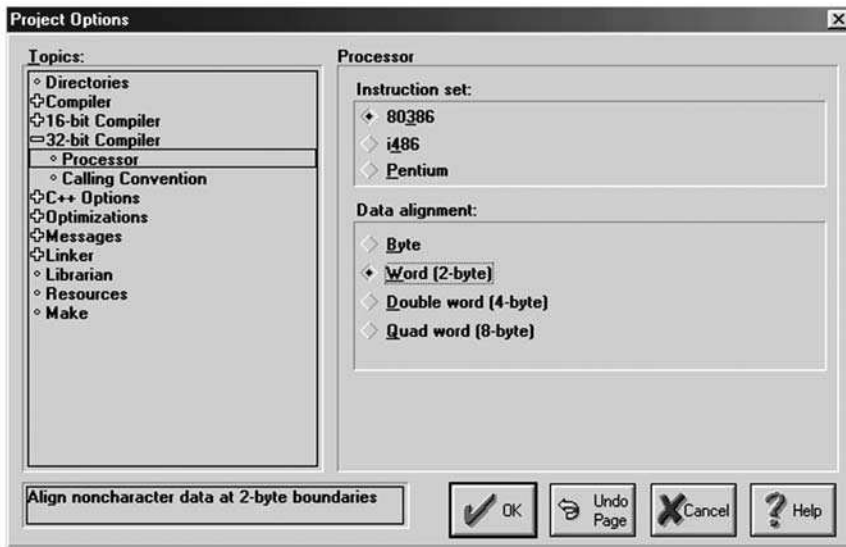 Project Options
Topics:
Directories
Compiler
16-bit Compiler
32-bit Compiler
Processor
Calling Convention
C++ Options
Optimizations
Messages
Linker
Librarian
Resources
Make
Processor
Instruction set:
80386
i486
Pentium
Data alignment:
Byte
Word (2-byte)
Double word (4-byte)
Quad word (8-byte)
Align noncharacter data at 2-byte boundaries
OK
Undo
Page
Cancel
Help